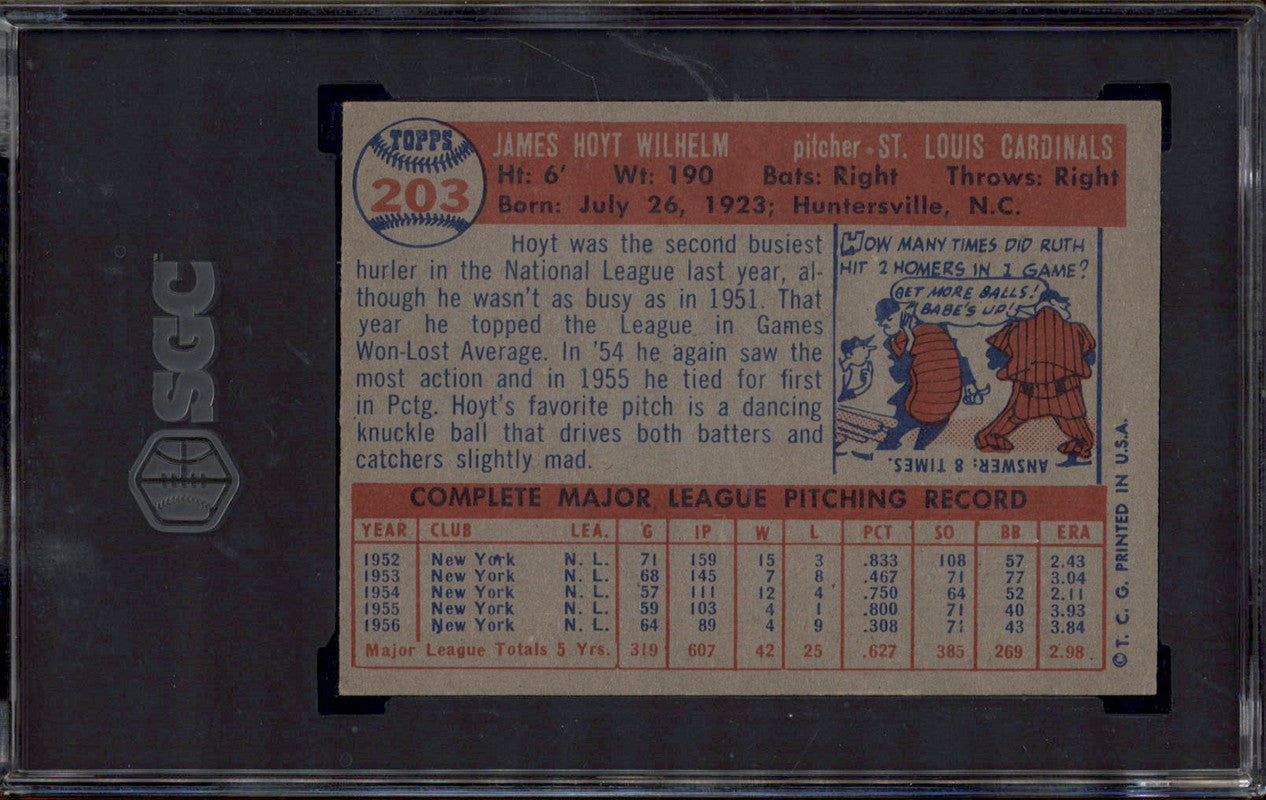 SGC
TOPPS
203
JAMES HOYT WILHELM pitcher - ST. LOUIS CARDINALS
Ht: 6' Wt: 190 Bats: Right Throws: Right
Born: July 26, 1923; Huntersville, N.C.
Hoyt was the second busiest
hurler in the National League last year, al-
though he wasn't as busy as in 1951. That
year he topped the League in Games
Won-Lost Average. In '54 he again saw the
most action and in 1955 he tied for first
in Pctg. Hoyt's favorite pitch is a dancing
knuckle ball that drives both batters and
catchers slightly mad.
HOW MANY TIMES DID RUTH
HIT 2 HOMERS IN 1 GAME?
GET MORE BALLS!
BABE'S UP!
ANSWER: 8 TIMES.
COMPLETE MAJOR LEAGUE PITCHING RECORD
YEAR CLUB LEA. G IP W L PCT SO BB ERA
1952 New York N. L. 71 159 15 3 .833 108 57 2.43
1953 New York N. L. 68 145 7 8 .467 71 77 3.04
1954 New York N. L. 57 111 12 4 .750 64 52 2.11
1955 New York N. L. 59 103 4 1 .800 71 40 3.93
1956 New York N. L. 64 89 4 9 .308 71 43 3.84
Major League Totals 5 Yrs. 319 607 42 25 .627 385 269 2.98
© T. C. G. PRINTED IN U.S.A.